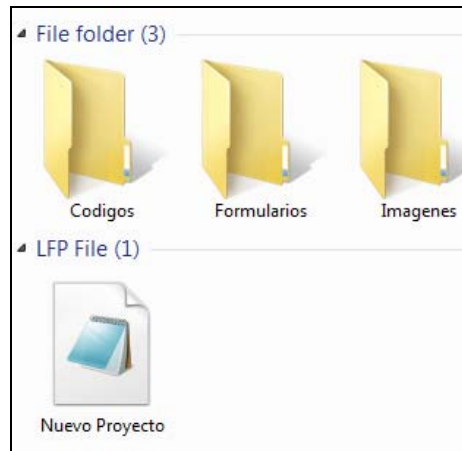 File folder (3)
Codigos Formularios Imagenes
LFP File (1)
Nuevo Proyecto